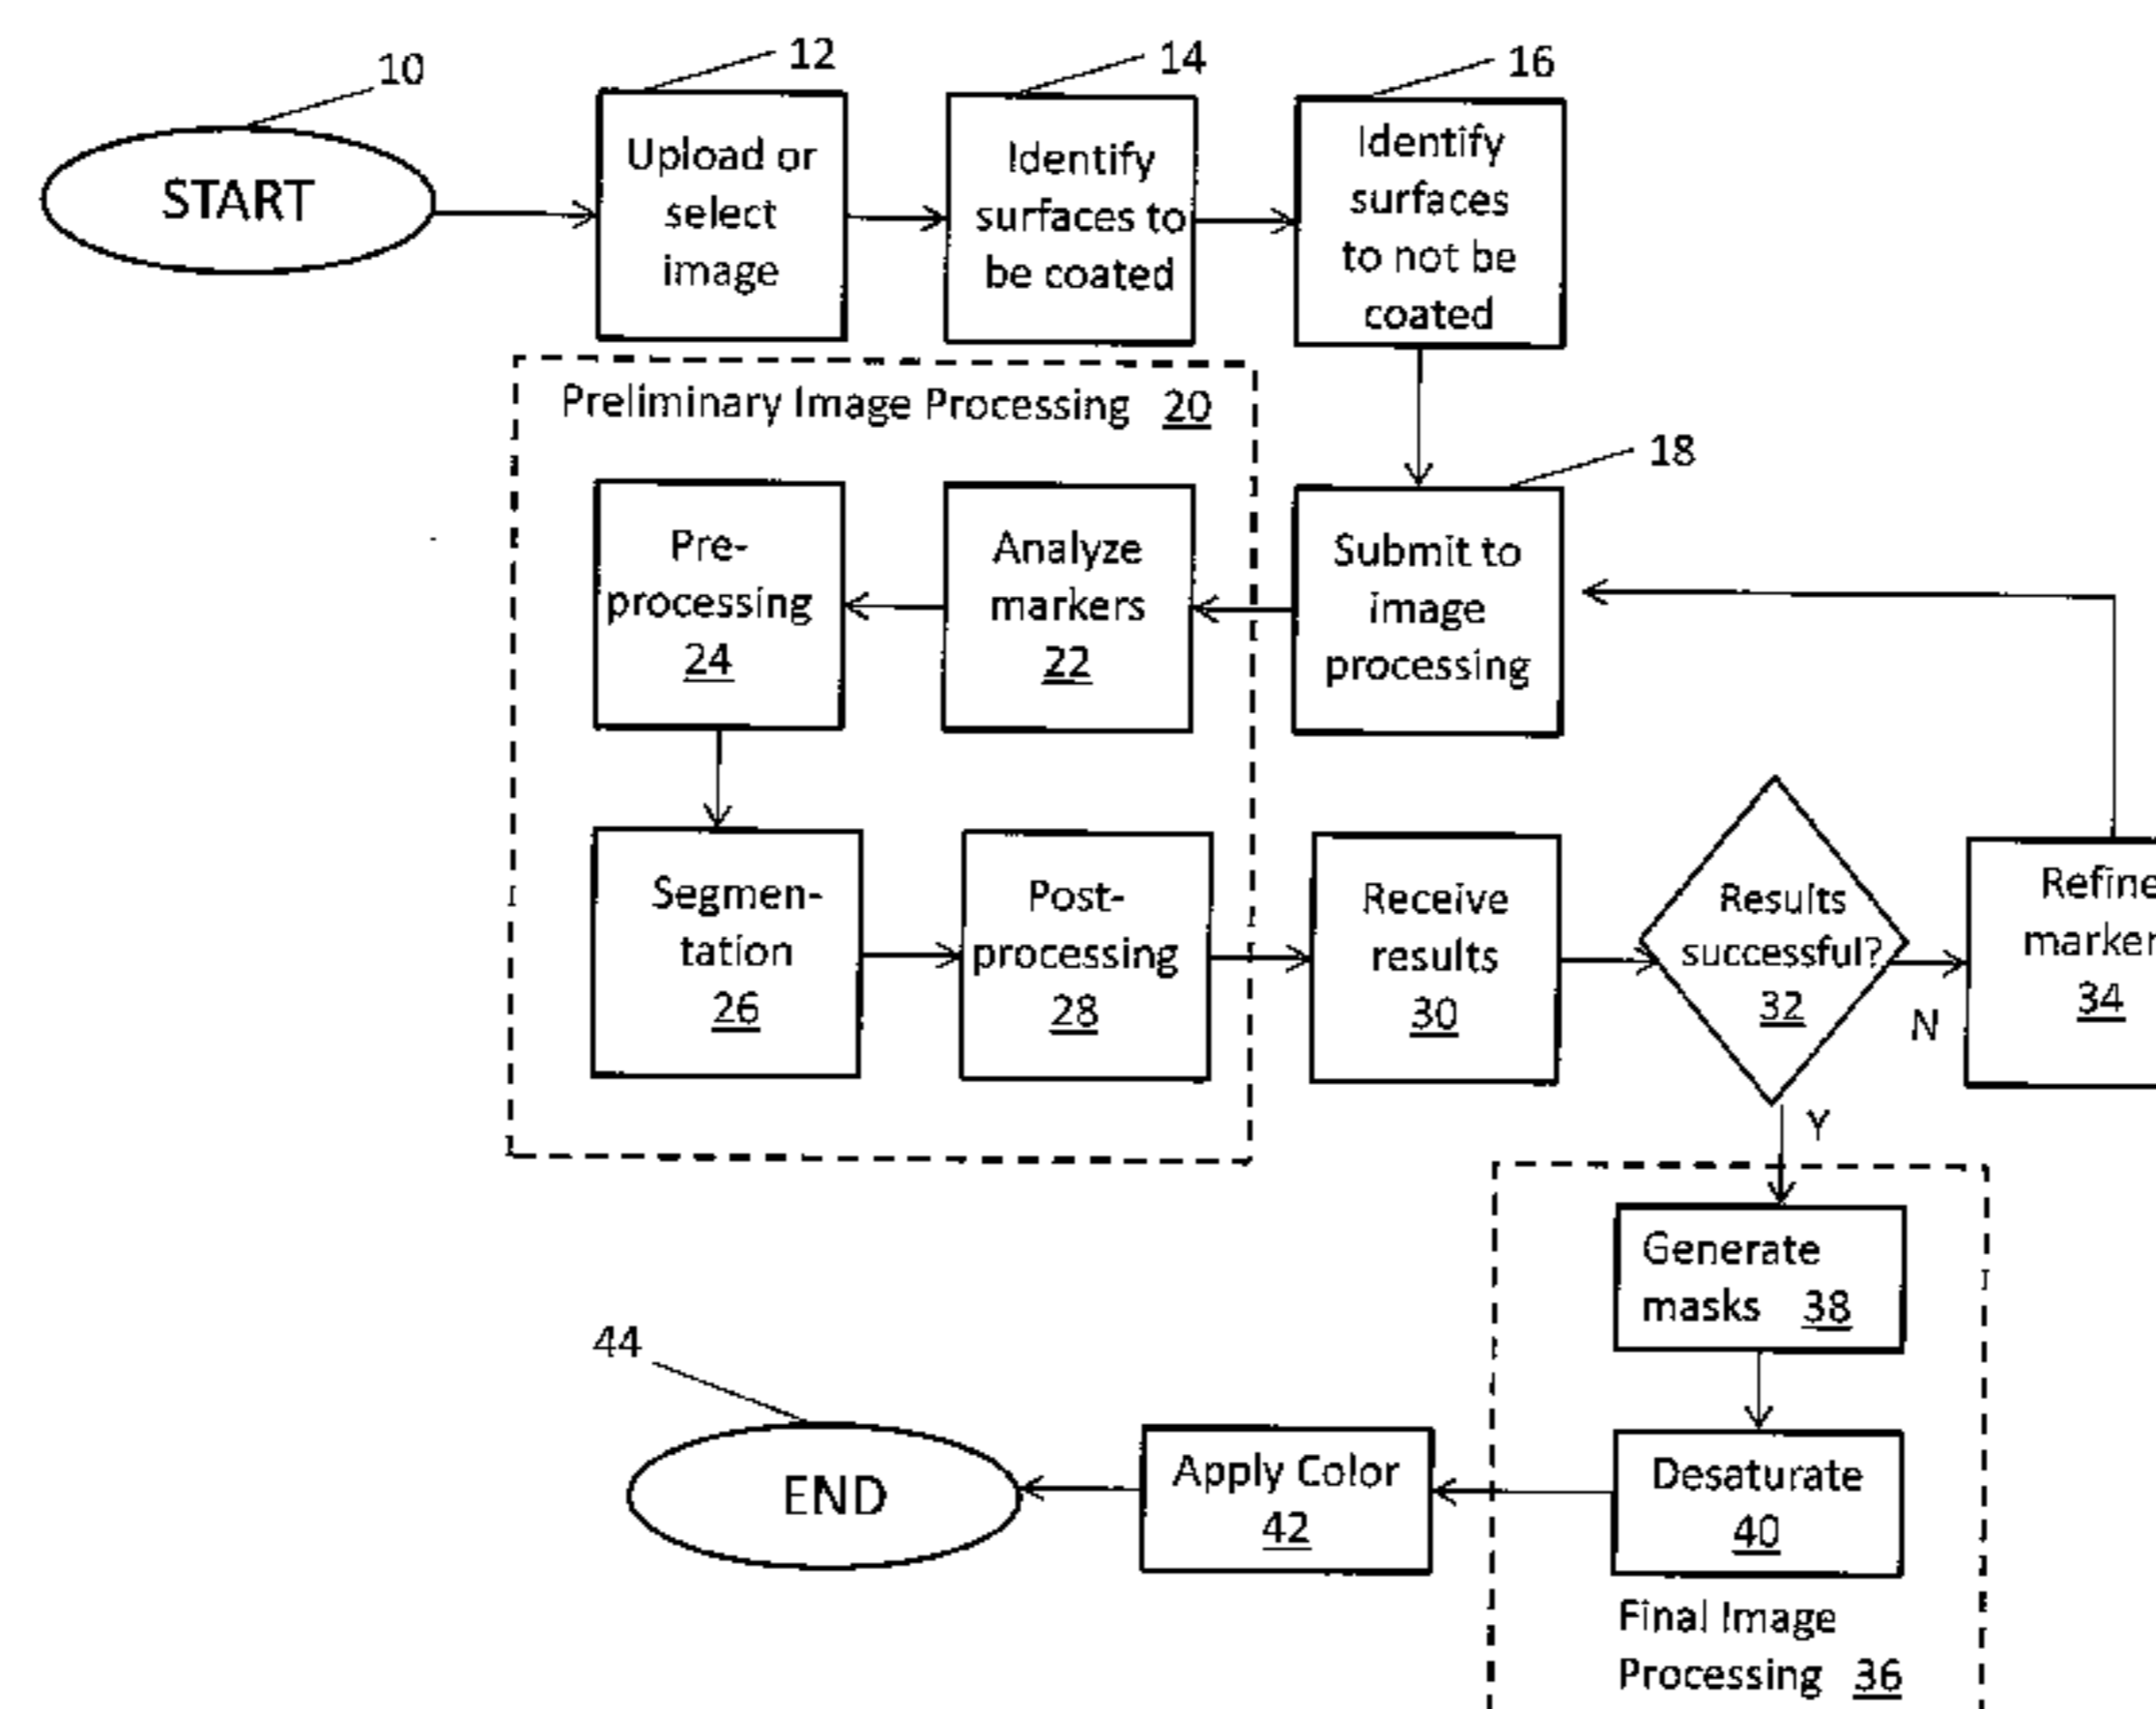 10
START
12
Upload or
select
image
14
Identify
surfaces to
be coated
16
Identify
surfaces
to not be
coated
Preliminary Image Processing 20
18
Submit to
image
processing
Analyze
markers
22
Pre-
processing
24
Segmen-
tation
26
Post-
processing
28
Receive
results
30
Results
successful?
32
N
Refine
34
Y
Generate
masks 38
Desaturate
40
Final Image
Processing 36
Apply Color
42
44
END